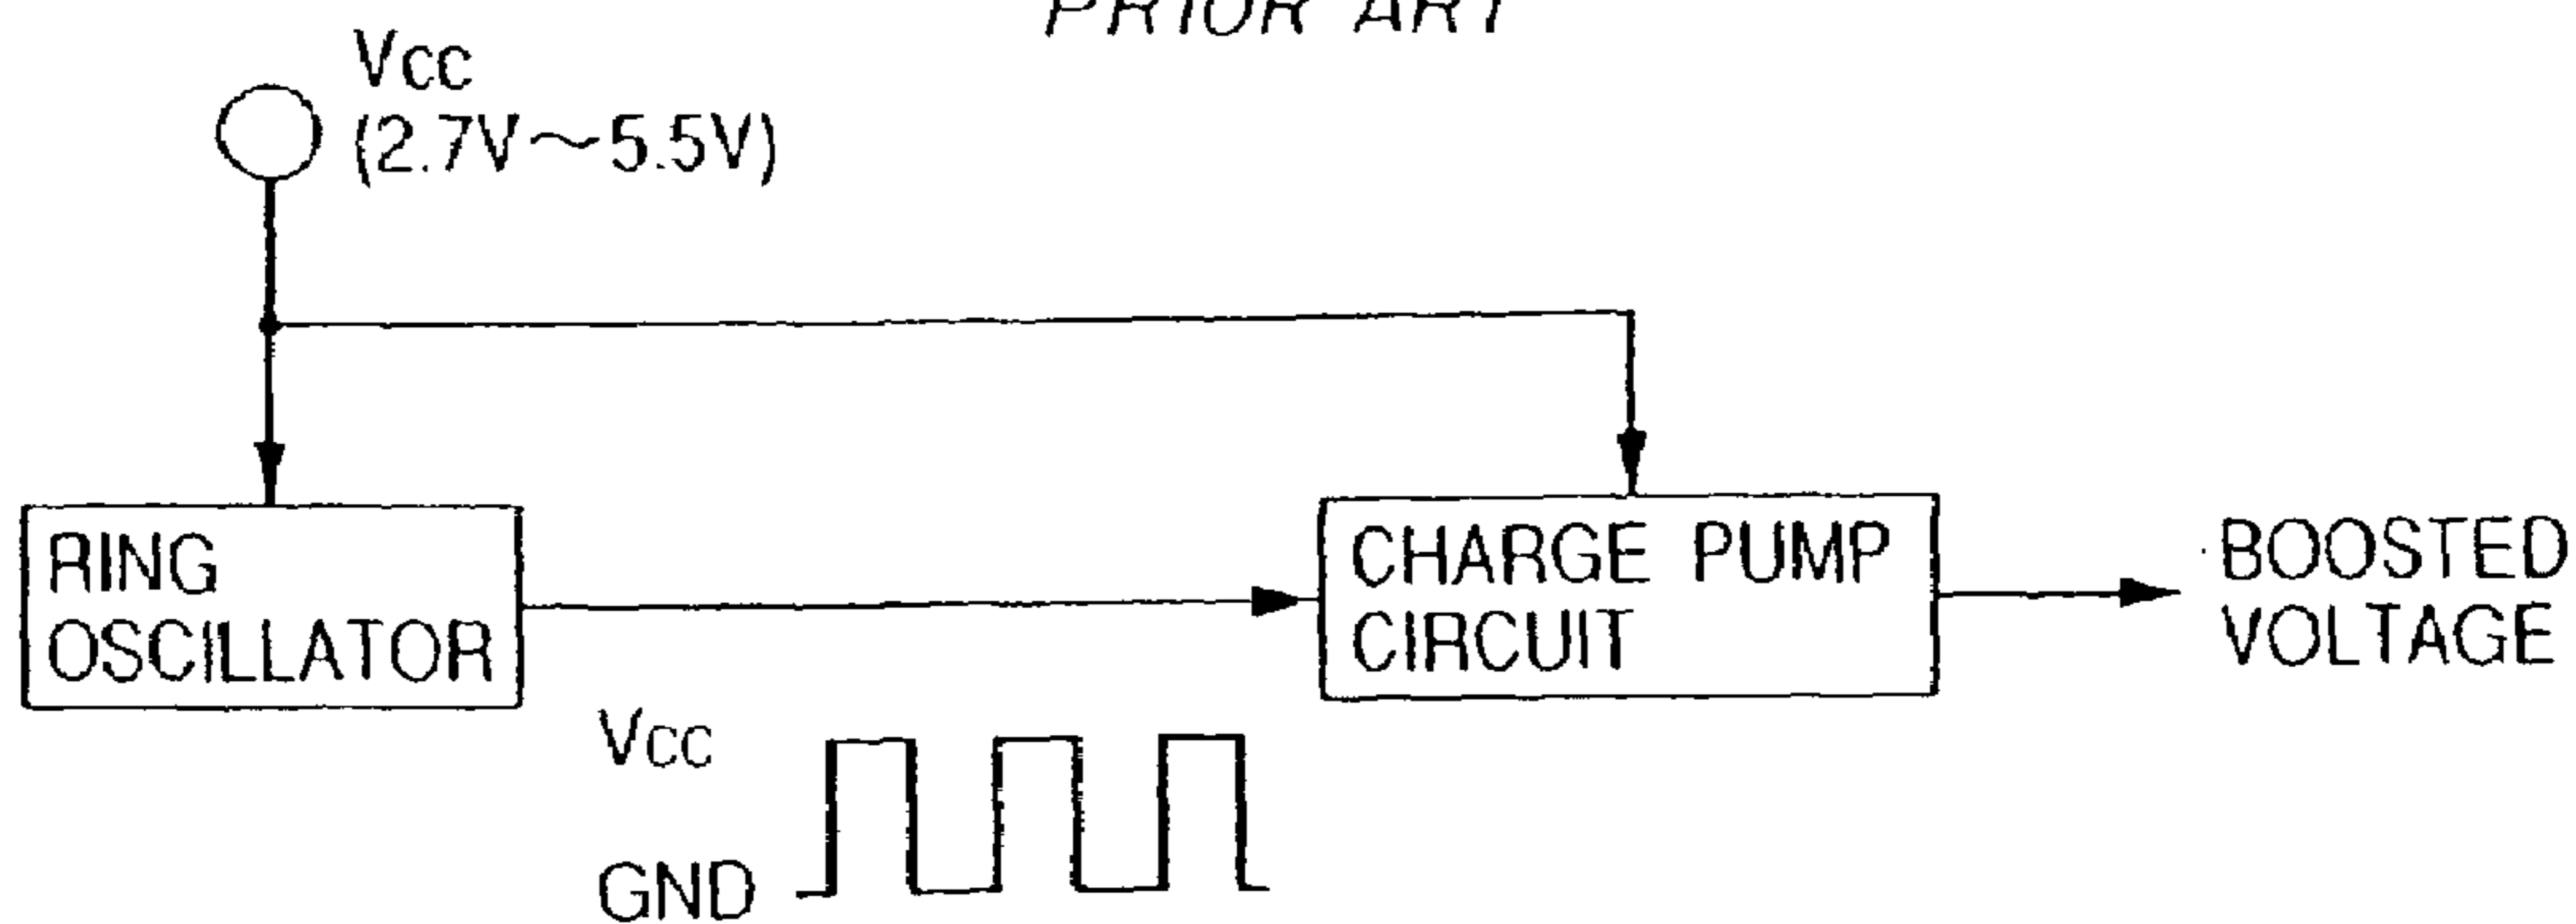 PRIOR ART
Vcc
(2.7V～5.5V)
RING
OSCILLATOR
CHARGE PUMP
CIRCUIT
BOOSTED
VOLTAGE
Vcc
GND